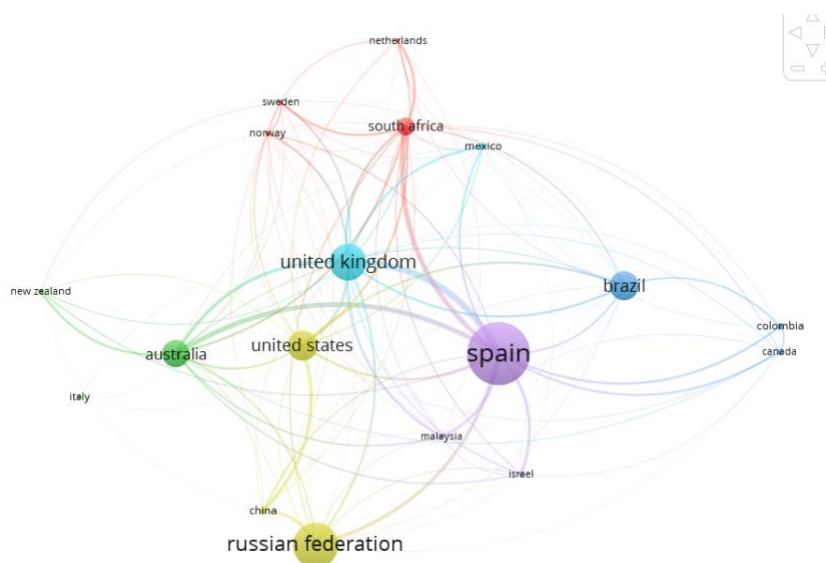 netherlands
sweden
south africa
norway
mexico
united kingdom
brazil
new zealand
colombia
united states
australia
spain
canada
italy
malaysia
israel
china
russian federation